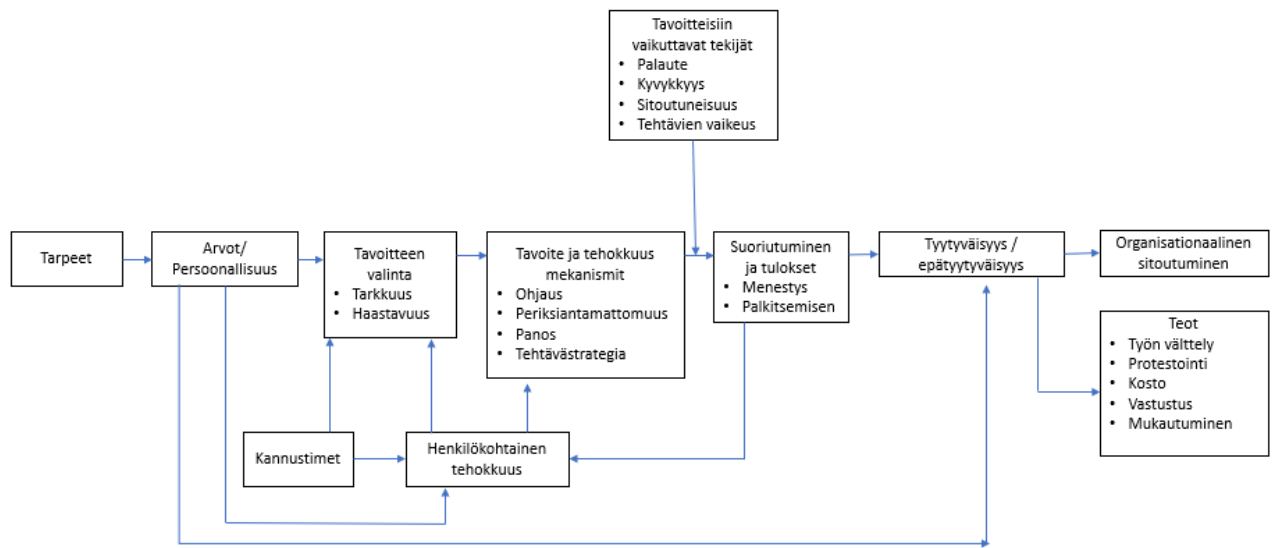 Tavoitteisiin
vaikuttavat tekijät
• Palaute
• Kyvykkyys
• Sitoutuneisuus
• Tehtävien vaikeus
Tarpeet
Arvot/
Persoonallisuus
Tavoitteen
valinta
• Tarkkuus
• Haastavuus
Tavoite ja tehokkuus
mekanismit
• Ohjaus
• Periksiantamattomuus
• Panos
• Tehtävästrategia
Suoriutuminen
ja tulokset
• Menestys
• Palkitsemisen
Tyytyväisyys /
epätyytyväisyys
Organisationaalinen
sitoutuminen
Teot
• Työn välttely
• Protestointi
• Kosto
• Vastustus
• Mukautuminen
Kannustimet
Henkilökohtainen
tehokkuus